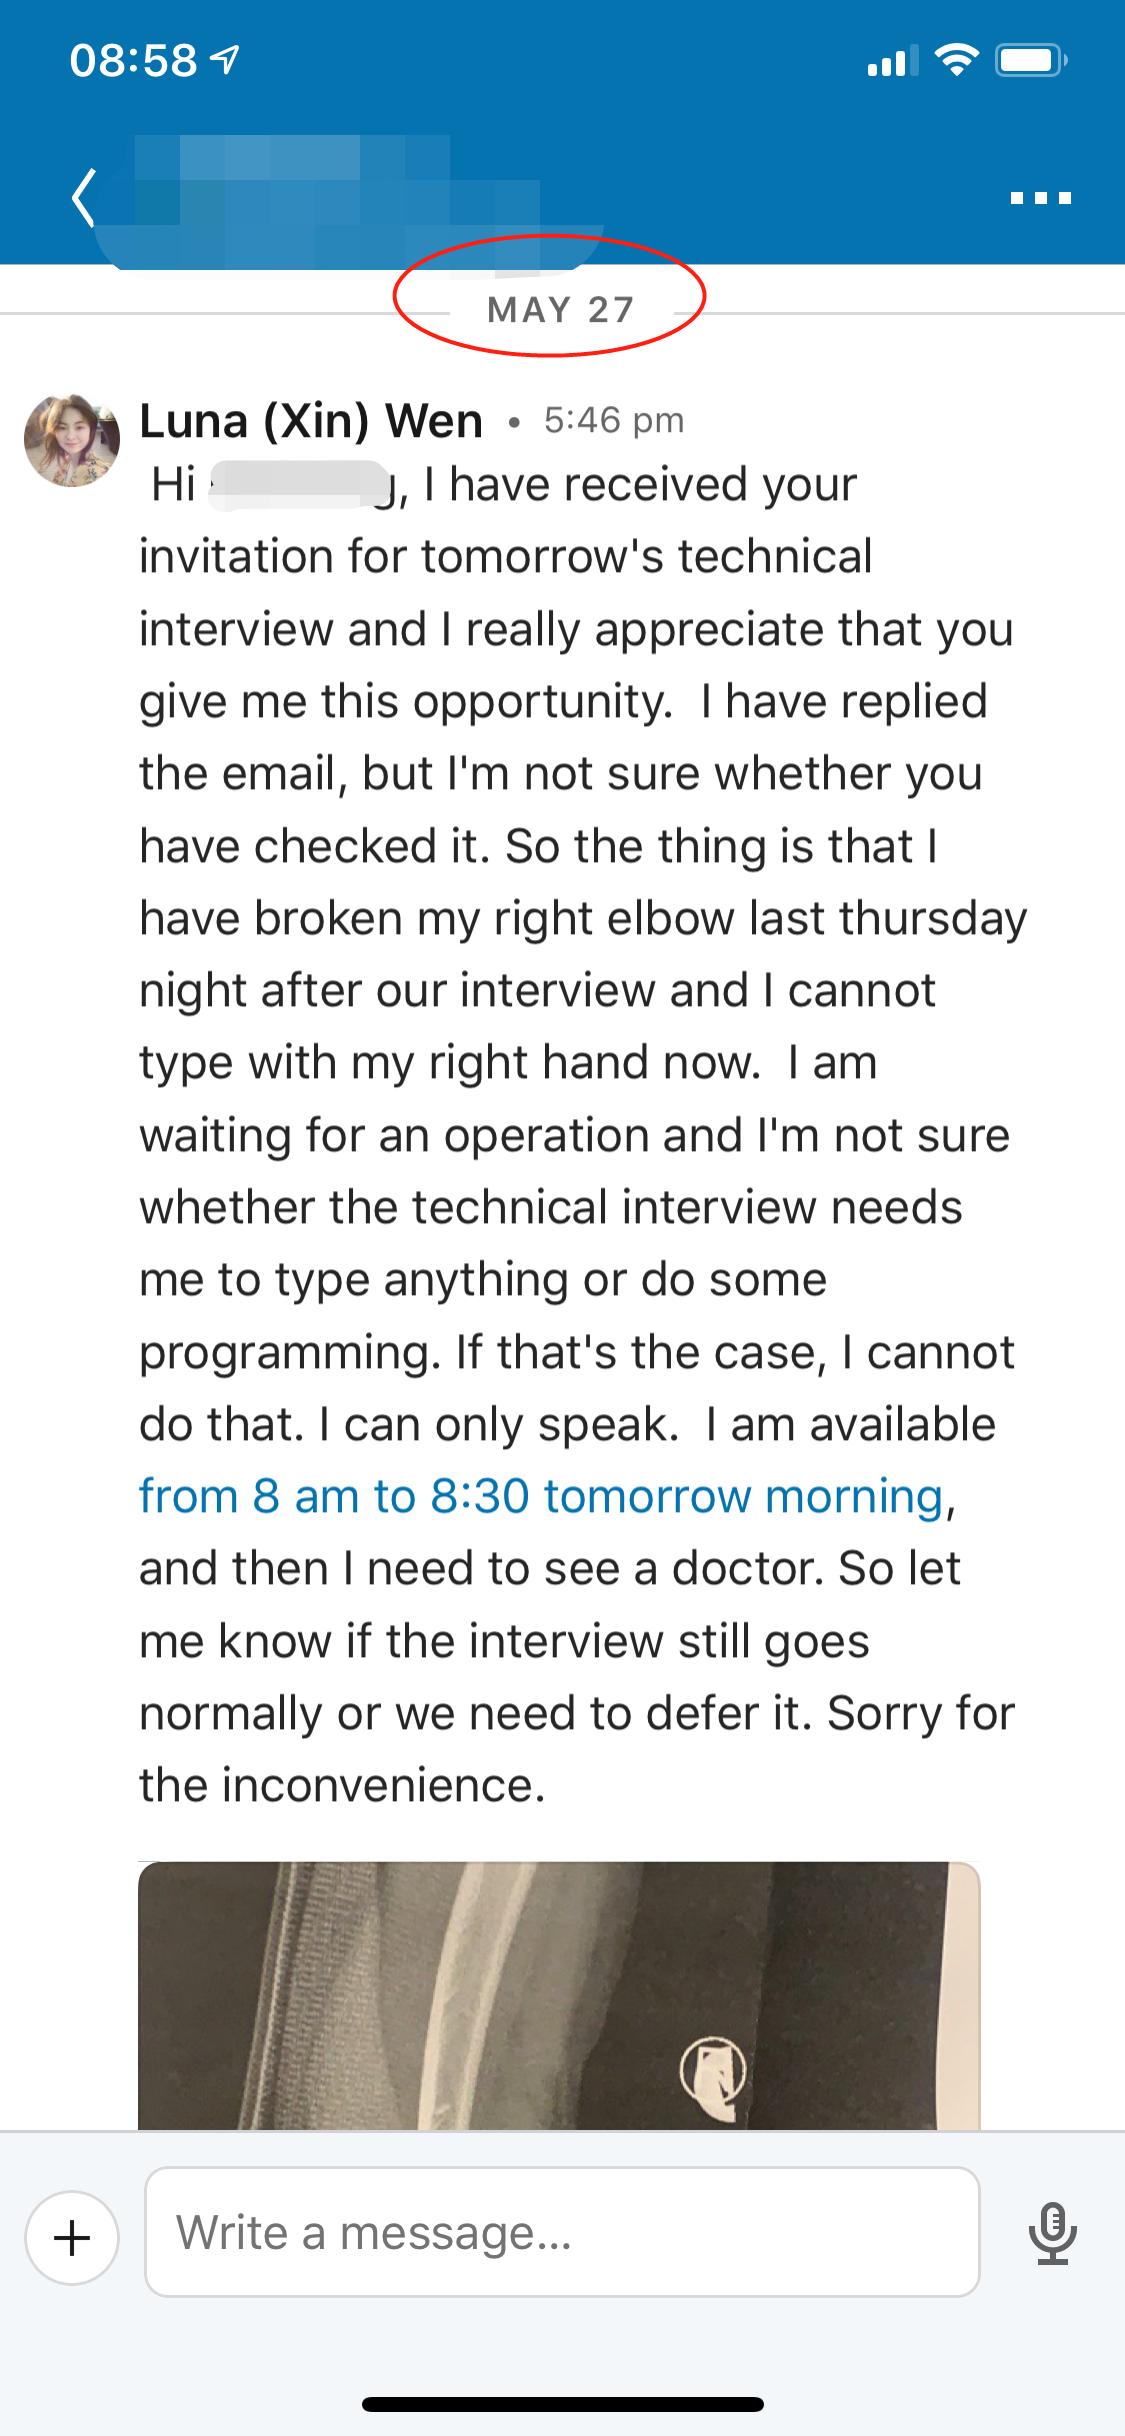 08:58
MAY 27
Luna (Xin) Wen • 5:46 pm
Hi , I have received your
invitation for tomorrow's technical
interview and I really appreciate that you
give me this opportunity.  I have replied
the email, but I'm not sure whether you
have checked it. So the thing is that I
have broken my right elbow last thursday
night after our interview and I cannot
type with my right hand now.  I am
waiting for an operation and I'm not sure
whether the technical interview needs
me to type anything or do some
programming. If that's the case, I cannot
do that. I can only speak.  I am available
from 8 am to 8:30 tomorrow morning,
and then I need to see a doctor. So let
me know if the interview still goes
normally or we need to defer it. Sorry for
the inconvenience.
Write a message...